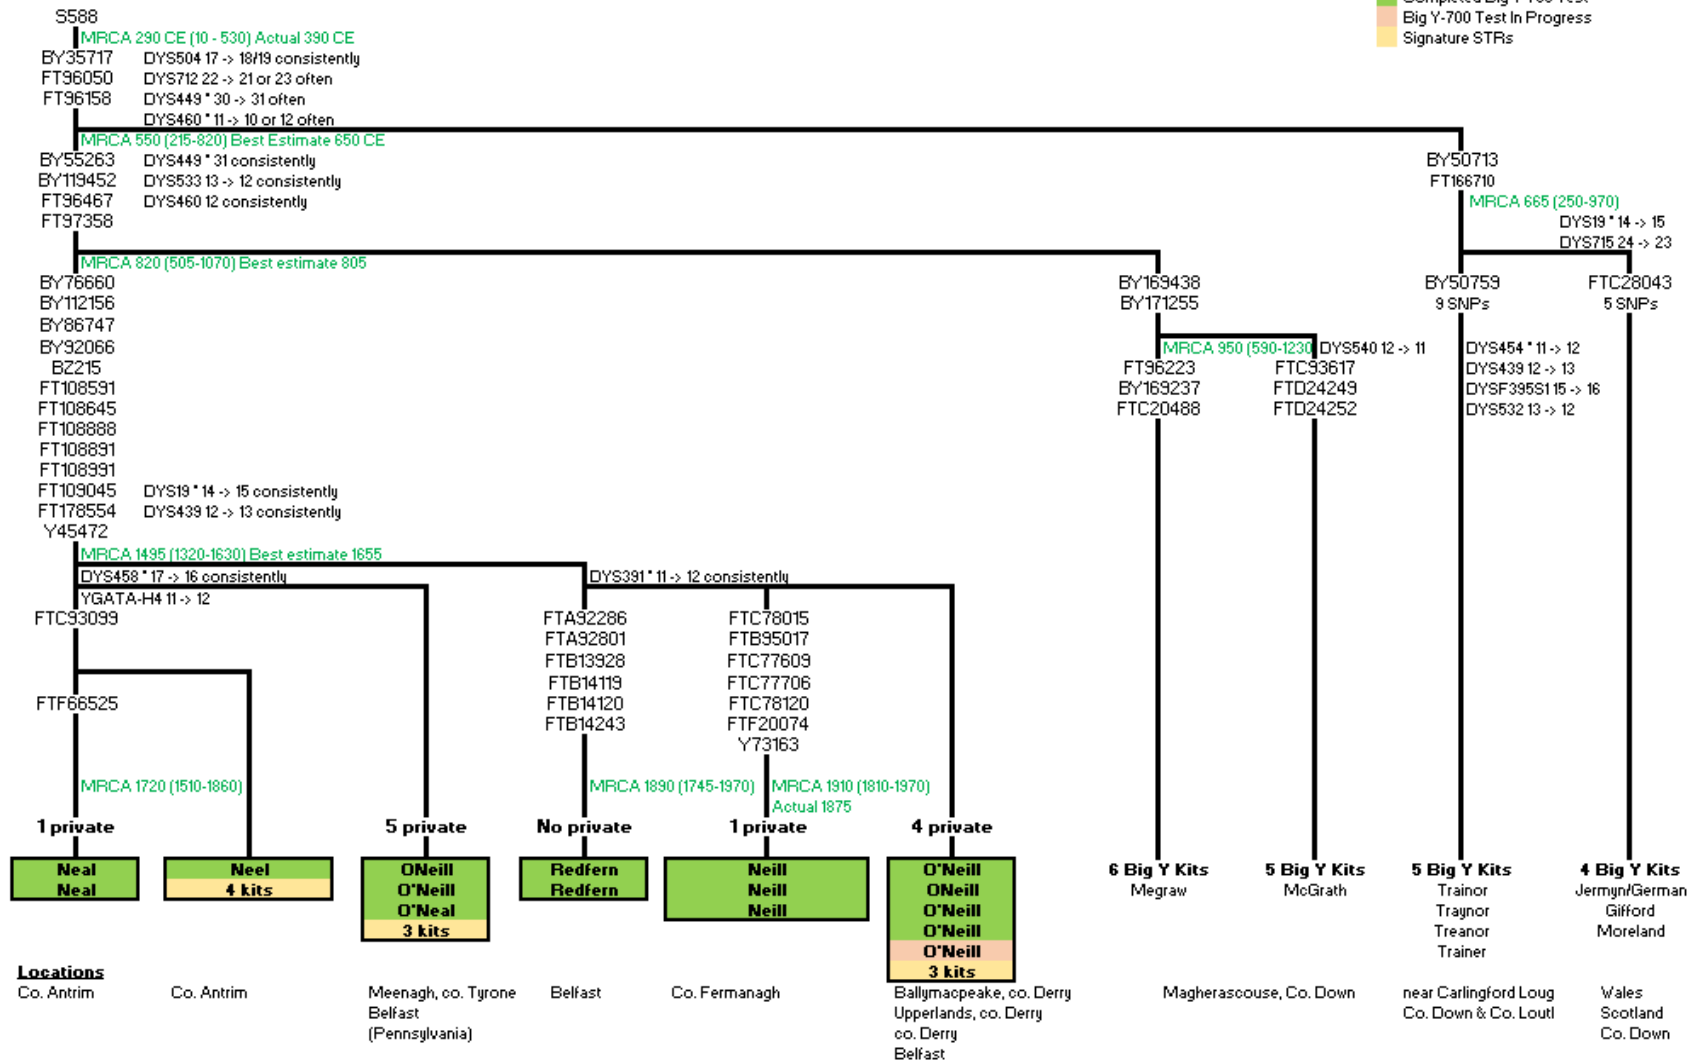 Big Y-700 Test In Progress
Signature STRs
S588
MRCA 290 CE (10 - 530) Actual 390 CE
BY35717 DYS504 17 -> 18/19 consistently
FT96050 DYS712 22 -> 21 or 23 often
FT96158 DYS449 * 30 -> 31 often
DYS460 * 11 -> 10 or 12 often
MRCA 550 (215-820) Best Estimate 650 CE
BY55263 DYS449 * 31 consistently BY50713
BY119452 DYS533 13 -> 12 consistently FT166710
FT96467 DYS460 12 consistently MRCA 665 (250-970)
FT97358 DYS19 * 14 -> 15
DYS715 24 -> 23
MRCA 820 (505-1070) Best estimate 805
BY76660 BY169438 BY50759 FTC28043
BY112156 BY171255 9 SNPs 5 SNPs
BY86747
BY92066 MRCA 950 (590-1230) DYS540 12 -> 11 DYS454 * 11 -> 12
BZ215 FT96223 FTC93617 DYS439 12 -> 13
FT108591 BY169237 FTD24249 DYSF395S1 15 -> 16
FT108645 FTC20488 FTD24252 DYS532 13 -> 12
FT108888
FT108891
FT108991
FT109045 DYS19 * 14 -> 15 consistently
FT178554 DYS439 12 -> 13 consistently
Y45472
MRCA 1495 (1320-1630) Best estimate 1655
DYS458 * 17 -> 16 consistently DYS391 * 11 -> 12 consistently
YGATA-H4 11 -> 12
FTC93099 FTA92286 FTC78015
FTA92801 FTB95017
FTB13928 FTC77609
FTB14119 FTC77706
FTF66525 FTB14120 FTC78120
FTB14243 FTF20074
Y73163
MRCA 1720 (1510-1860) MRCA 1890 (1745-1970) MRCA 1910 (1810-1970)
Actual 1875
1 private 5 private No private 1 private 4 private
Neal Neel ONeill Redfern Neill O'Neill 6 Big Y Kits 5 Big Y Kits 5 Big Y Kits 4 Big Y Kits
Neal 4 kits O'Neill Redfern Neill ONeill Megraw McGrath Trainor Jermyn/German
O'Neal Neill O'Neill Traynor Gifford
3 kits O'Neill Treanor Moreland
O'Neill Trainer
3 kits
Locations
Co. Antrim Co. Antrim Meenagh, co. Tyrone Belfast Co. Fermanagh Ballymacpeake, co. Derry Magherascouse, Co. Down near Carlingford Loug Wales
Belfast Upperlands, co. Derry Co. Down & Co. Loutl Scotland
(Pennsylvania) co. Derry Co. Down
Belfast